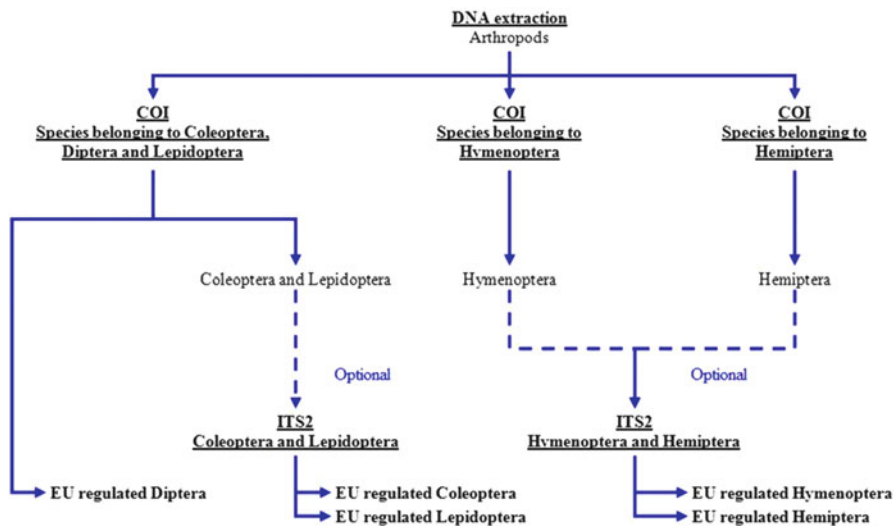 DNA extraction
Arthropods
COI
Species belonging to Coleoptera,
Diptera and Lepidoptera
COI
Species belonging to
Hymenoptera
COI
Species belonging to
Hemiptera
Coleoptera and Lepidoptera
Hymenoptera
Hemiptera
Optional
Optional
ITS2
Coleoptera and Lepidoptera
ITS2
Hymenoptera and Hemiptera
EU regulated Diptera
EU regulated Coleoptera
EU regulated Lepidoptera
EU regulated Hymenoptera
EU regulated Hemiptera